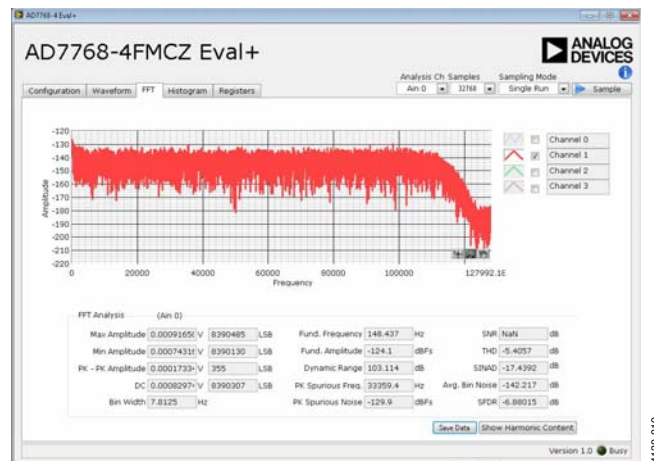 AD7768-4 Eval+
AD7768-4FMCZ Eval+
ANALOG
DEVICES
Analysis Ch Samples Sampling Mode
Configuration Waveform FFT Histogram Registers
Ain 0 32768 Single Run Sample
-120
-130
-140
-150
-160
-170
-180
-190
-200
-210
-220
Amplitude
0 20000 40000 60000 80000 100000 127992.1
Frequency
Channel 0
Channel 1
Channel 2
Channel 3
FFT Analysis (Ain 0)
Max Amplitude V 8390485 LSB Fund. Frequency 148.437 Hz SNR NaN dB
Min Amplitude V 8390130 LSB Fund. Amplitude -124.1 dBFs THD -5.4057 dB
PK - PK Amplitude 0.0001733 V 355 LSB Dynamic Range 103.114 dB SINAD -17.4392 dB
DC 0.0008297 V 8390307 LSB PK Spurious Freq. 33359.4 Hz Avg. Bin Noise -142.217 dB
Bin Width 7.8125 Hz PK Spurious Noise -129.9 dBFs SFDR -6.88015 dB
Save Data Show Harmonic Content
Version 1.0 Busy